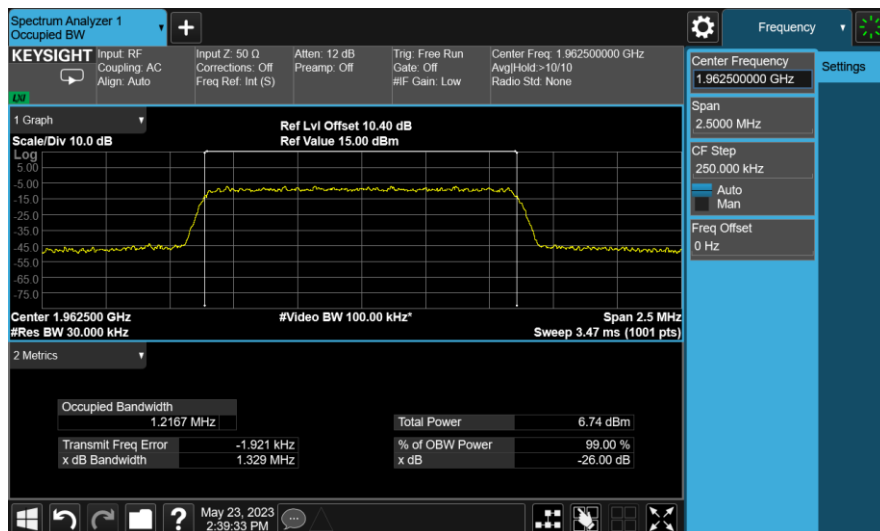 Spectrum Analyzer 1
Occupied BW
Frequency
KEYSIGHT
LXI
Input: RF
Coupling: AC
Align: Auto
Input Z: 50 Ω
Corrections: Off
Freq Ref: Int (S)
Atten: 12 dB
Preamp: Off
Trig: Free Run
Gate: Off
#IF Gain: Low
Center Freq: 1.962500000 GHz
Avg|Hold:>10/10
Radio Std: None
Center Frequency
1.962500000 GHz
Settings
Span
2.5000 MHz
CF Step
250.000 kHz
Auto
Man
Freq Offset
0 Hz
1 Graph
Scale/Div 10.0 dB
Ref Lvl Offset 10.40 dB
Ref Value 15.00 dBm
Log
5.00
-5.00
-15.0
-25.0
-35.0
-45.0
-55.0
-65.0
-75.0
Center 1.962500 GHz
#Video BW 100.00 kHz*
Span 2.5 MHz
#Res BW 30.000 kHz
Sweep 3.47 ms (1001 pts)
2 Metrics
Occupied Bandwidth
1.2167 MHz
Total Power 6.74 dBm
Transmit Freq Error -1.921 kHz
% of OBW Power 99.00 %
x dB Bandwidth 1.329 MHz
x dB -26.00 dB
?
May 23, 2023
2:39:33 PM